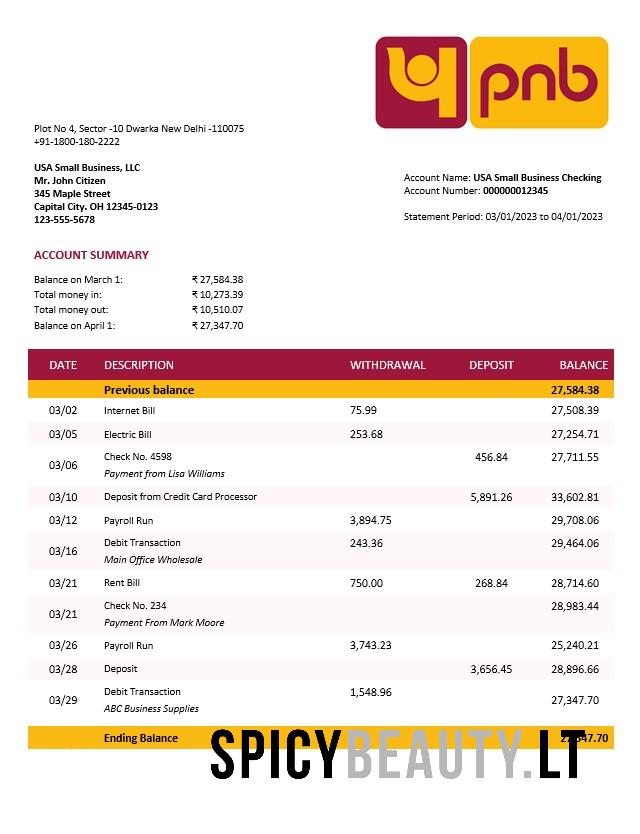 प pnb
Plot No 4, Sector -10 Dwarka New Delhi -110075
+91-1800-180-2222
USA Small Business, LLC
Mr. John Citizen
345 Maple Street
Capital City. OH 12345-0123
123-555-5678
Account Name: USA Small Business Checking
Account Number: 000000012345
Statement Period: 03/01/2023 to 04/01/2023
ACCOUNT SUMMARY
Balance on March 1: ₹ 27,584.38
Total money in: ₹ 10,273.39
Total money out: ₹ 10,510.07
Balance on April 1: ₹ 27,347.70
DATE DESCRIPTION WITHDRAWAL DEPOSIT BALANCE
Previous balance 27,584.38
03/02 Internet Bill 75.99 27,508.39
03/05 Electric Bill 253.68 27,254.71
03/06 Check No. 4598 456.84 27,711.55
Payment from Lisa Williams
03/10 Deposit from Credit Card Processor 5,891.26 33,602.81
03/12 Payroll Run 3,894.75 29,708.06
03/16 Debit Transaction 243.36 29,464.06
Main Office Wholesale
03/21 Rent Bill 750.00 268.84 28,714.60
03/21 Check No. 234 28,983.44
Payment From Mark Moore
03/26 Payroll Run 3,743.23 25,240.21
03/28 Deposit 3,656.45 28,896.66
03/29 Debit Transaction 1,548.96 27,347.70
ABC Business Supplies
Ending Balance 27,347.70
SPICYBEAUTY.LT